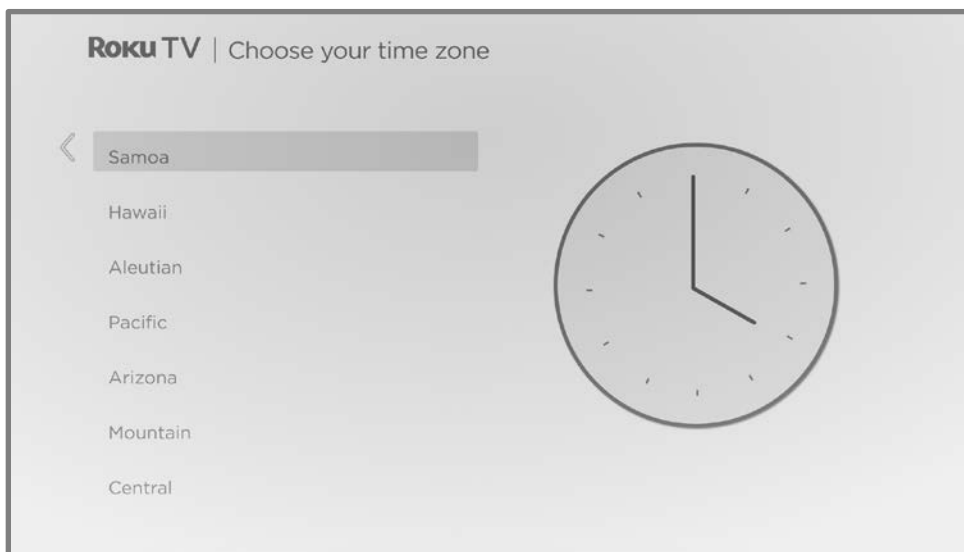 Roku TV | Choose your time zone
Samoa
Hawaii
Aleutian
Pacific
Arizona
Mountain
Central